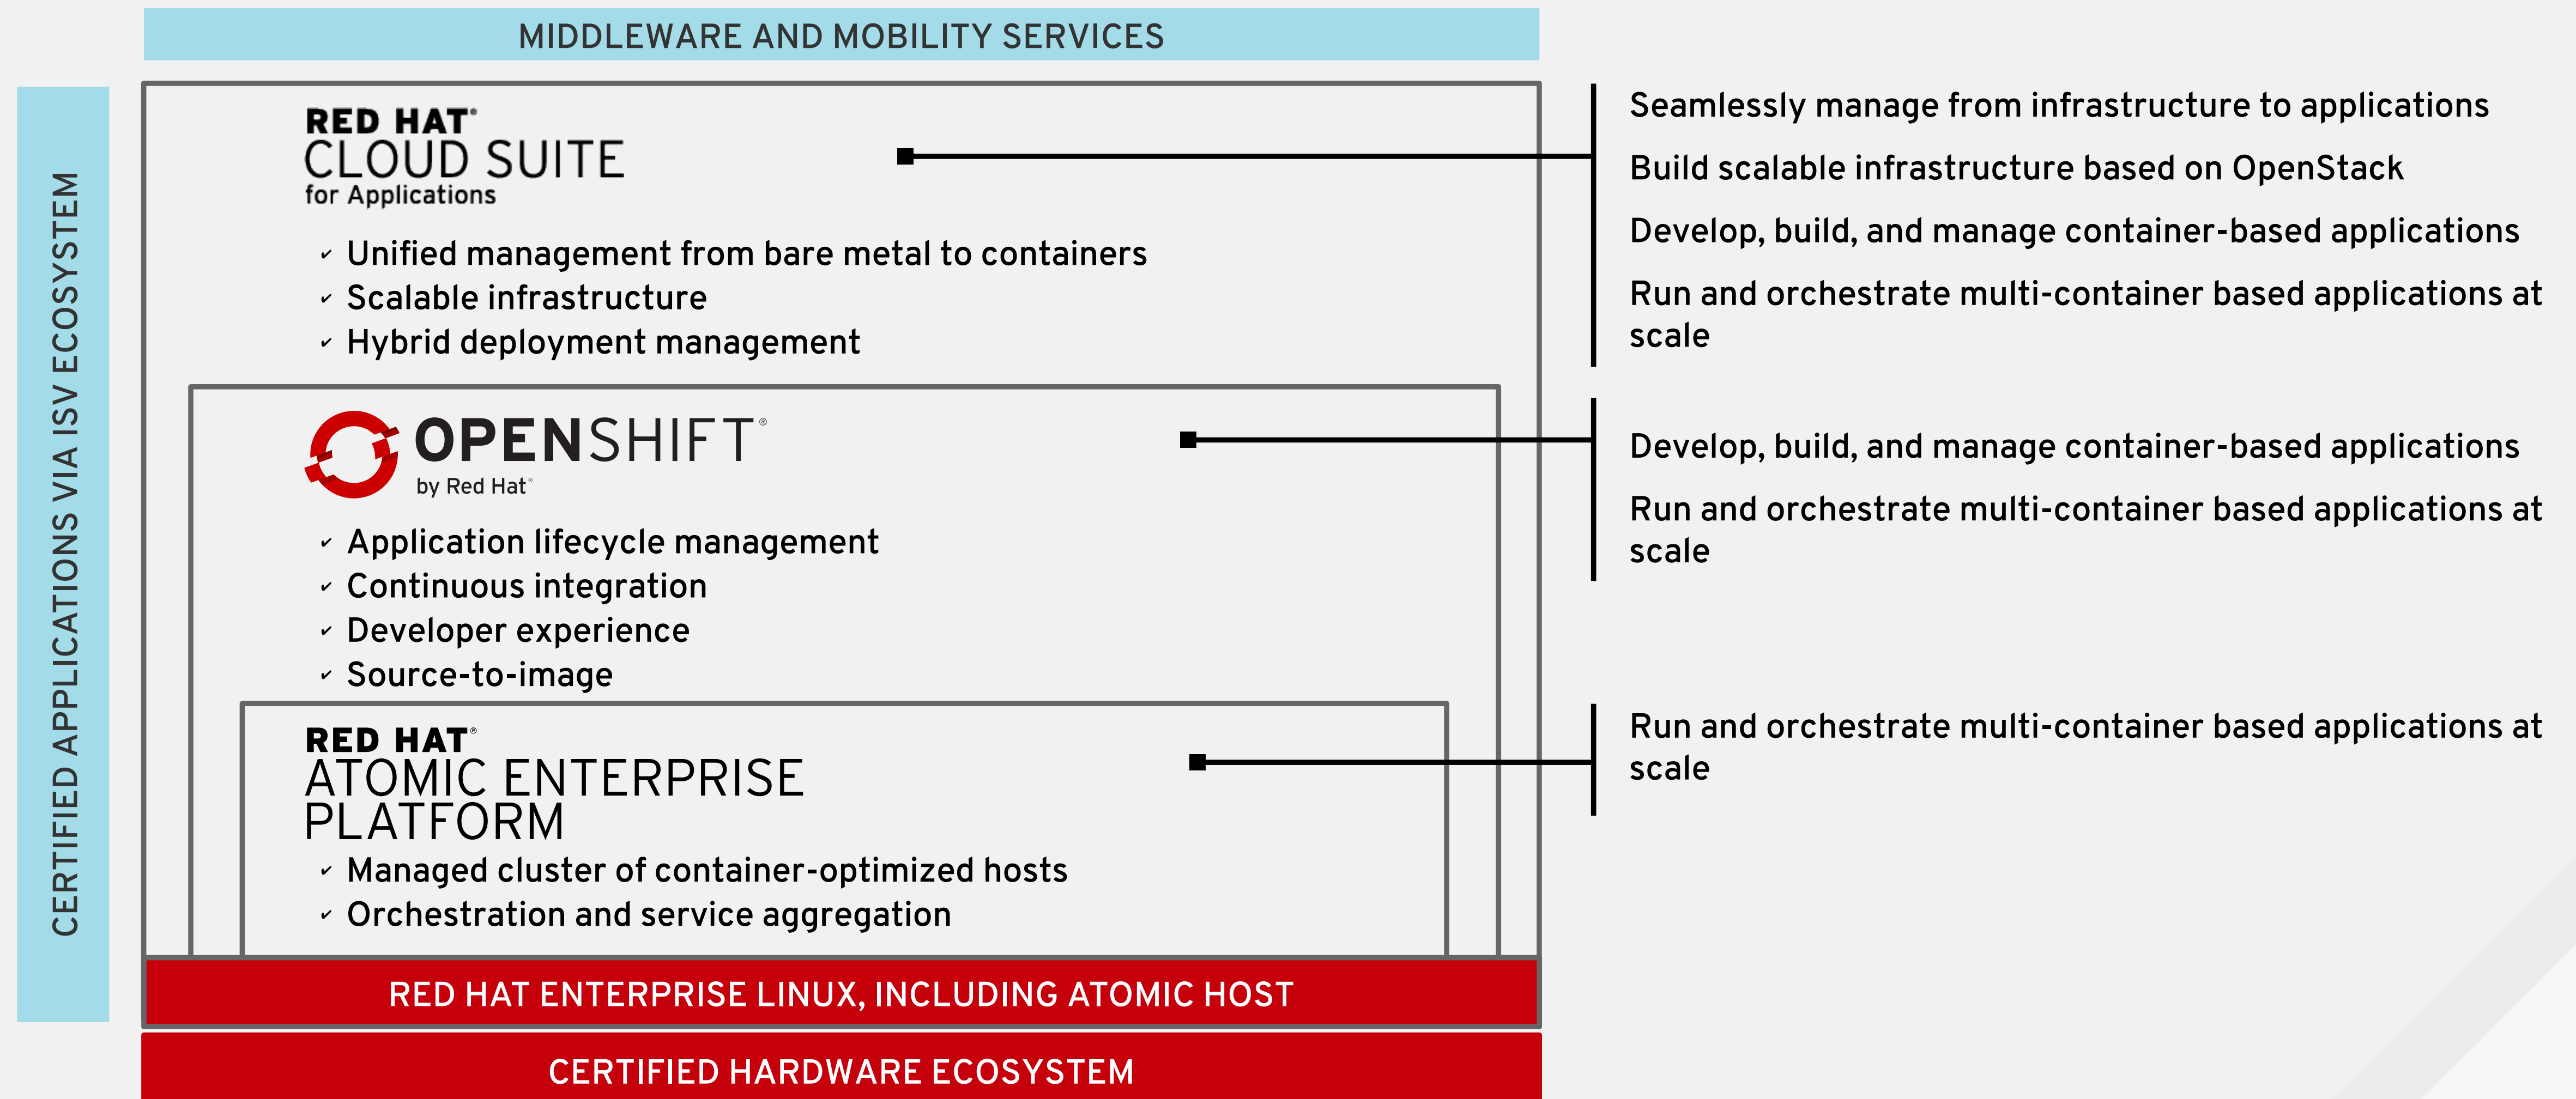 MIDDLEWARE AND MOBILITY SERVICES
CERTIFIED APPLICATIONS VIA ISV ECOSYSTEM
RED HAT®
CLOUD SUITE
for Applications
✓ Unified management from bare metal to containers
✓ Scalable infrastructure
✓ Hybrid deployment management
Seamlessly manage from infrastructure to applications
Build scalable infrastructure based on OpenStack
Develop, build, and manage container-based applications
Run and orchestrate multi-container based applications at
scale
OPENSHIFT®
by Red Hat®
✓ Application lifecycle management
✓ Continuous integration
✓ Developer experience
✓ Source-to-image
Develop, build, and manage container-based applications
Run and orchestrate multi-container based applications at
scale
RED HAT®
ATOMIC ENTERPRISE
PLATFORM
✓ Managed cluster of container-optimized hosts
✓ Orchestration and service aggregation
Run and orchestrate multi-container based applications at
scale
RED HAT ENTERPRISE LINUX, INCLUDING ATOMIC HOST
CERTIFIED HARDWARE ECOSYSTEM